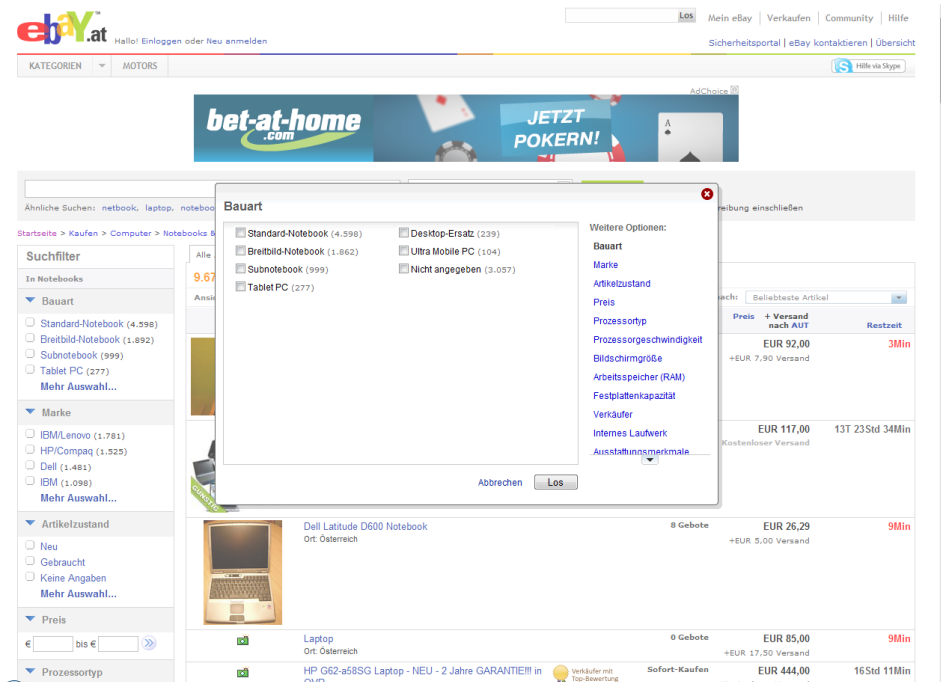 ebaY™.at
Hallo! Einloggen oder Neu anmelden
Los
Mein eBay | Verkaufen | Community | Hilfe
Sicherheitsportal | eBay kontaktieren | Übersicht
KATEGORIEN
MOTORS
Hilfe via Skype
AdChoice
bet-at-home
.com
JETZT
POKERN!
A
Ähnliche Suchen: netbook, laptop, noteboo
reibung einschließen
Startseite > Kaufen > Computer > Notebooks &
Suchfilter
In Notebooks
Bauart
Standard-Notebook (4.598)
Breitbild-Notebook (1.892)
Subnotebook (999)
Tablet PC (277)
Mehr Auswahl...
Marke
IBM/Lenovo (1.781)
HP/Compaq (1.525)
Dell (1.481)
IBM (1.098)
Mehr Auswahl...
Artikelzustand
Neu
Gebraucht
Keine Angaben
Mehr Auswahl...
Preis
€ bis €
Prozessortyp
Alle
9.67
Ansic
Bauart
Standard-Notebook (4.598)
Desktop-Ersatz (239)
Breitbild-Notebook (1.862)
Ultra Mobile PC (104)
Subnotebook (999)
Nicht angegeben (3.057)
Tablet PC (277)
Weitere Optionen:
Bauart
Marke
Artikelzustand
Preis
Prozessortyp
Prozessorgeschwindigkeit
Bildschirmgröße
Arbeitsspeicher (RAM)
Festplattenkapazität
Verkäufer
Internes Laufwerk
Ausstattungsmerkmale
Abbrechen
Los
nach: Beliebteste Artikel
Preis + Versand
nach AUT
Restzeit
EUR 92,00 3Min
+EUR 7,90 Versand
GÜNSTIG
EUR 117,00 13T 23Std 34Min
Kostenloser Versand
Dell Latitude D600 Notebook 8 Gebote EUR 26,29 9Min
Ort: Österreich +EUR 5,00 Versand
Laptop 0 Gebote EUR 85,00 9Min
Ort: Österreich +EUR 17,50 Versand
HP G62-a58SG Laptop - NEU - 2 Jahre GARANTIE!!! in
OVP
Verkäufer mit
Top-Bewertung
Sofort-Kaufen EUR 444,00 16Std 11Min